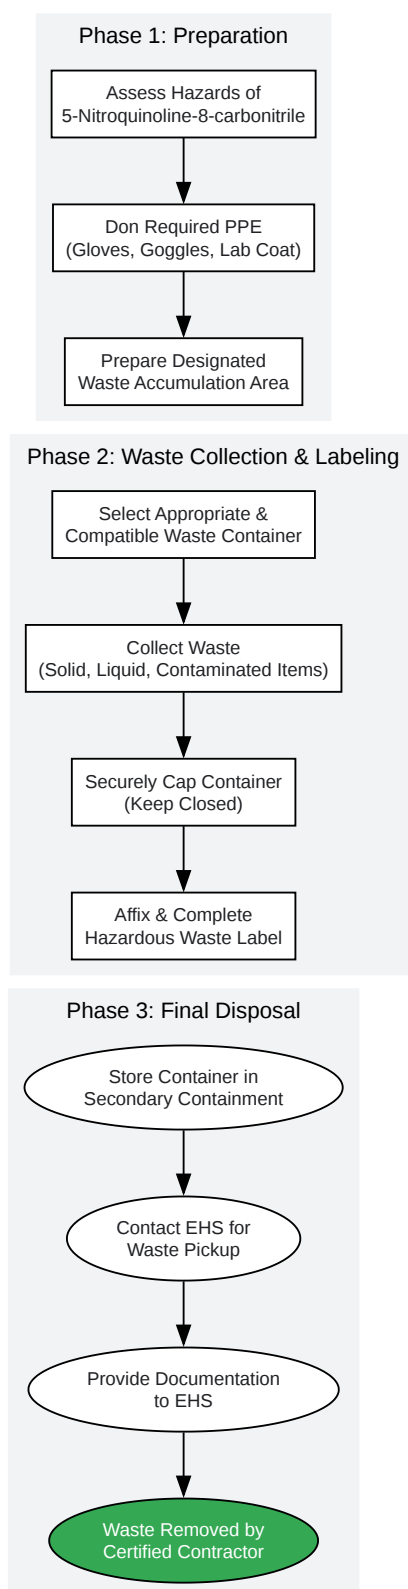 Phase 1: Preparation
Assess Hazards of
5-Nitroquinoline-8-carbonitrile
Don Required PPE
(Gloves, Goggles, Lab Coat)
Prepare Designated
Waste Accumulation Area
Phase 2: Waste Collection & Labeling
Select Appropriate &
Compatible Waste Container
Collect Waste
(Solid, Liquid, Contaminated Items)
Securely Cap Container
(Keep Closed)
Affix & Complete
Hazardous Waste Label
Phase 3: Final Disposal
Store Container in
Secondary Containment
Contact EHS for
Waste Pickup
Provide Documentation
to EHS
Waste Removed by
Certified Contractor